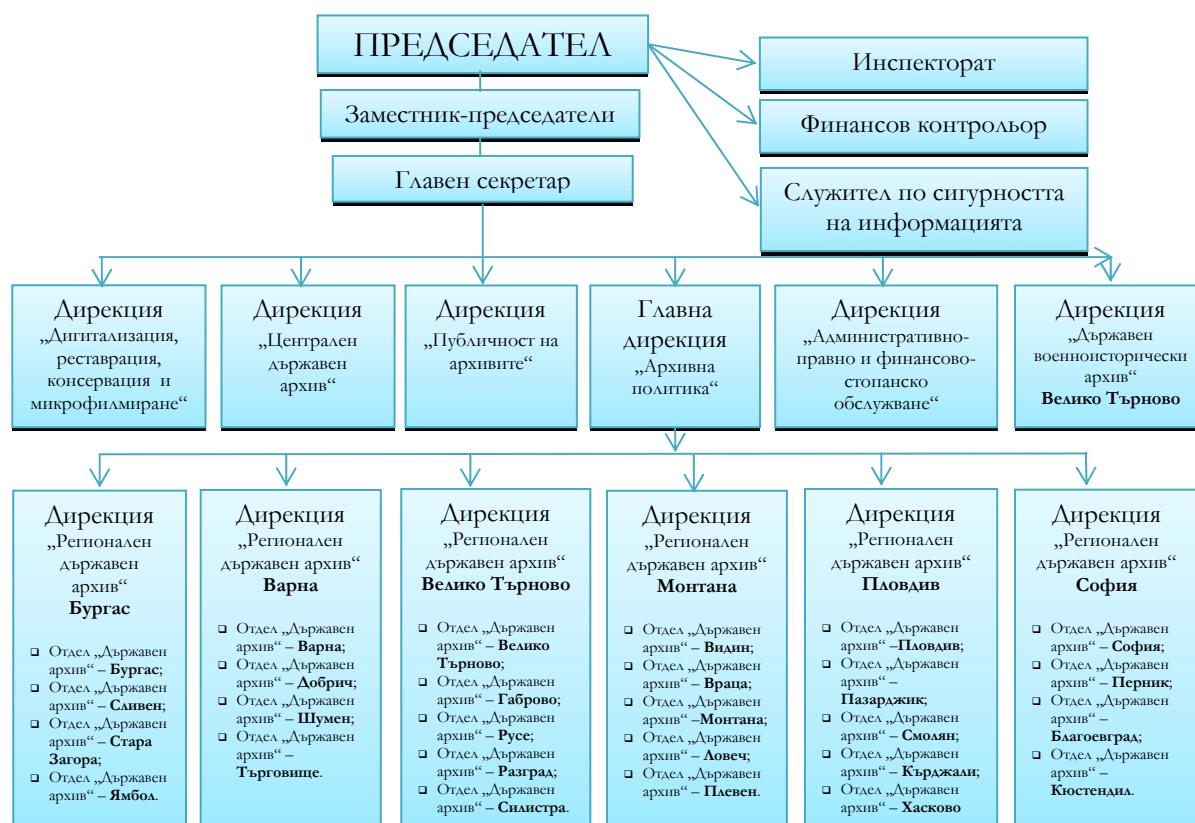 ПРЕДСЕДАТЕЛ
Инспекторат
Заместник-председатели
Финансов контрольор
Главен секретар
Служител по сигурността
на информацията
Дирекция
„Дигитализация,
реставрация,
консервация и
микрофилмиране“
Дирекция
„Централен
държавен
архив“
Дирекция
„Публичност на
архивите“
Главна
дирекция
„Архивна
политика“
Дирекция
„Административно-
правно и финансово-
стопанско
обслужване“
Дирекция
„Държавен
военноисторически
архив“
Велико Търново
Дирекция
„Регионален
държавен
архив“
Бургас
❑ Отдел „Държавен
архив“ – Бургас;
❑ Отдел „Държавен
архив“ – Сливен;
❑ Отдел „Държавен
архив“ – Стара
Загора;
❑ Отдел „Държавен
архив“ – Ямбол.
Дирекция
„Регионален
държавен архив“
Варна
❑ Отдел „Държавен
архив“ – Варна;
❑ Отдел „Държавен
архив“ – Добрич;
❑ Отдел „Държавен
архив“ – Шумен;
❑ Отдел „Държавен
архив“ –
Търговище.
Дирекция
„Регионален
държавен архив“
Велико Търново
❑ Отдел „Държавен
архив“ – Велико
Търново;
❑ Отдел „Държавен
архив“ – Габрово;
❑ Отдел „Държавен
архив“ – Русе;
❑ Отдел „Държавен
архив“ – Разград;
❑ Отдел „Държавен
архив“ – Силистра.
Дирекция
„Регионален
държавен архив“
Монтана
❑ Отдел „Държавен
архив“ – Видин;
❑ Отдел „Държавен
архив“ – Враца;
❑ Отдел „Държавен
архив“ –Монтана;
❑ Отдел „Държавен
архив“ – Ловеч;
❑ Отдел „Държавен
архив“ – Плевен.
Дирекция
„Регионален
държавен архив“
Пловдив
❑ Отдел „Държавен
архив“ –Пловдив;
❑ Отдел „Държавен
архив“ –
Пазарджик;
❑ Отдел „Държавен
архив“ – Смолян;
❑ Отдел „Държавен
архив“ – Кърджали;
❑ Отдел „Държавен
архив“ – Хасково
Дирекция
„Регионален
държавен архив“
София
❑ Отдел „Държавен
архив“ – София;
❑ Отдел „Държавен
архив“ – Перник;
❑ Отдел „Държавен
архив“ –
Благоевград;
❑ Отдел „Държавен
архив“ –
Кюстендил.